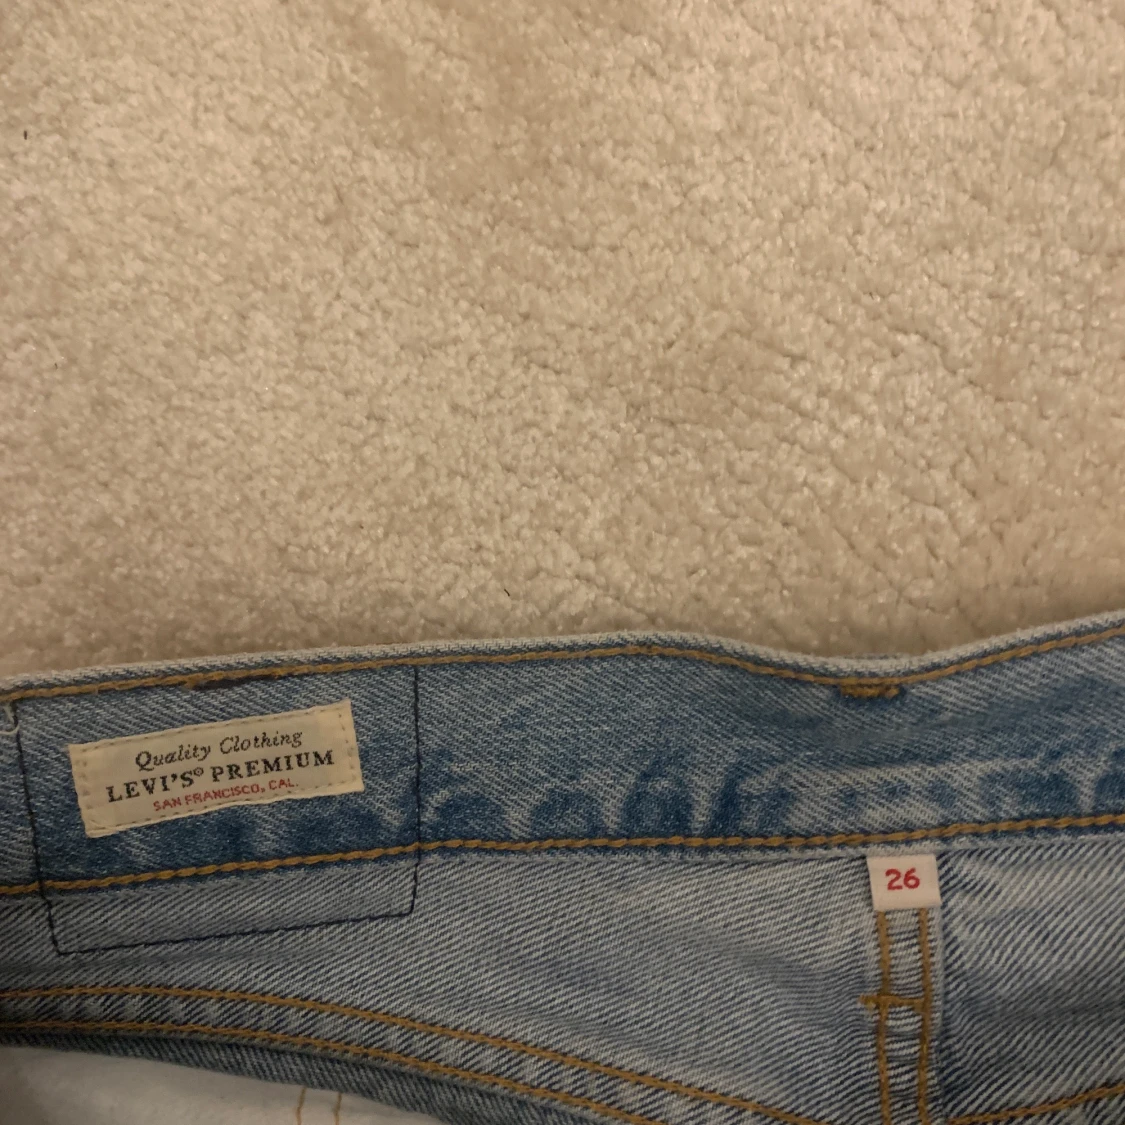 Quality Clothing
LEVI'S® PREMIUM
SAN FRANCISCO, CAL.
26